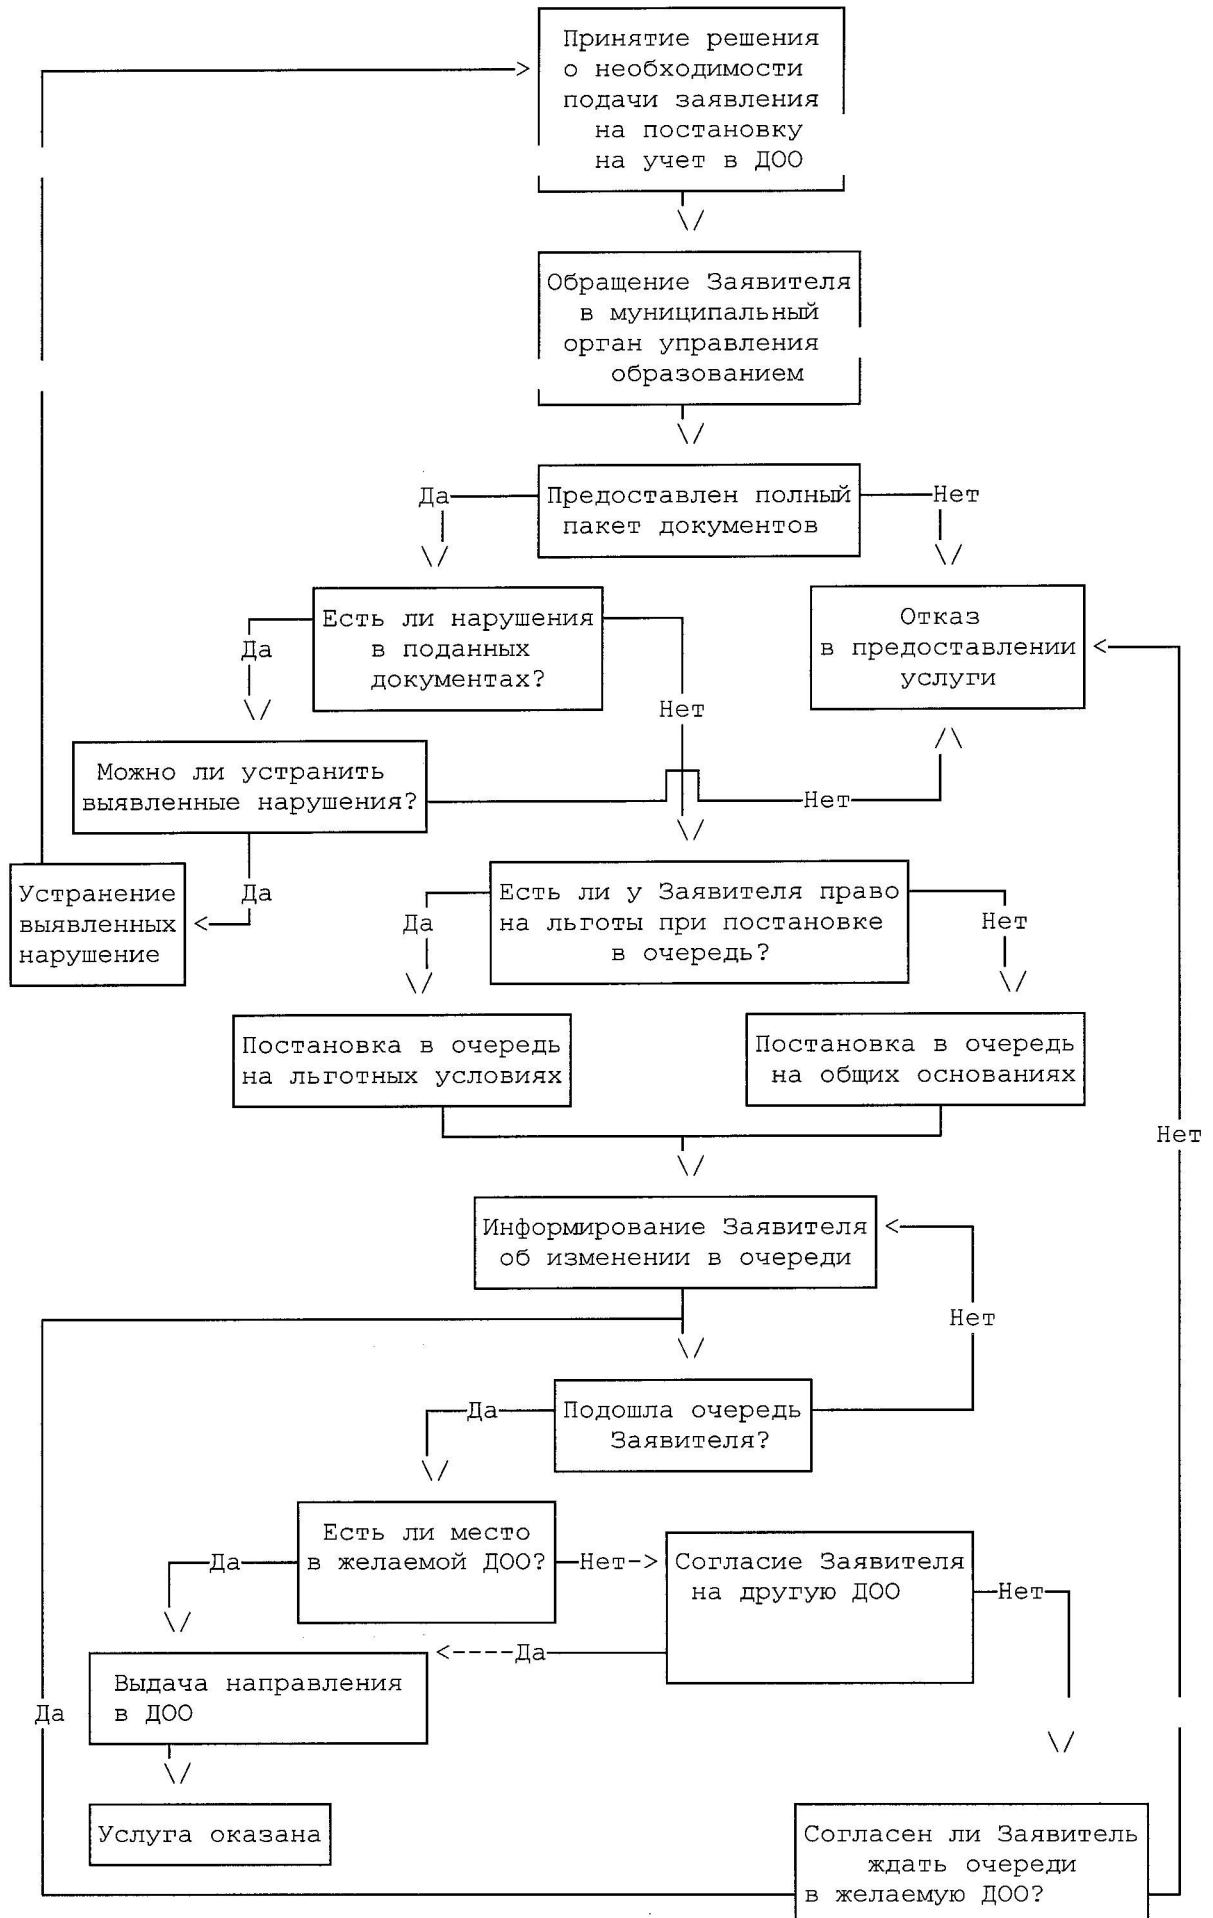 Принятие решения
о необходимости
подачи заявления
на постановку
на учет в ДОО
Обращение Заявителя
в муниципальный
орган управления
образованием
Да
Предоставлен полный
пакет документов
Нет
Есть ли нарушения
в поданных
документах?
Отказ
в предоставлении
услуги
Да
Нет
Можно ли устранить
выявленные нарушения?
Нет
Да
Устранение
выявленных
нарушение
Есть ли у Заявителя право
на льготы при постановке
в очередь?
Да
Нет
Постановка в очередь
на льготных условиях
Постановка в очередь
на общих основаниях
Нет
Информирование Заявителя
об изменении в очереди
Нет
Да
Подошла очередь
Заявителя?
Есть ли место
в желаемой ДОО?
Да
Нет
Согласие Заявителя
на другую ДОО
Нет
Да
Выдача направления
в ДОО
Да
Услуга оказана
Согласен ли Заявитель
ждать очереди
в желаемую ДОО?